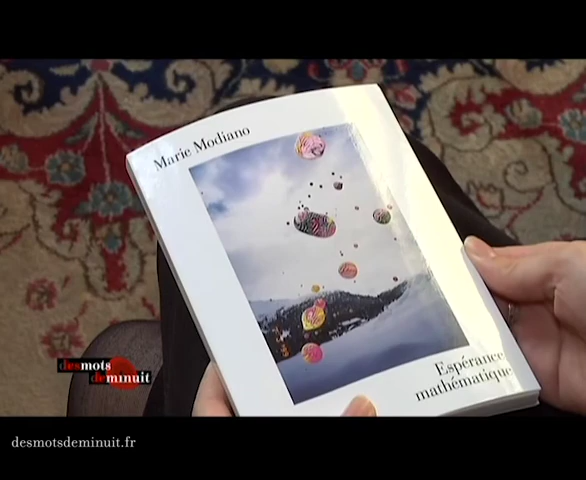 Marie Modiano
Espérance
mathématique
des mots
de minuit
desmotsdeminuit.fr